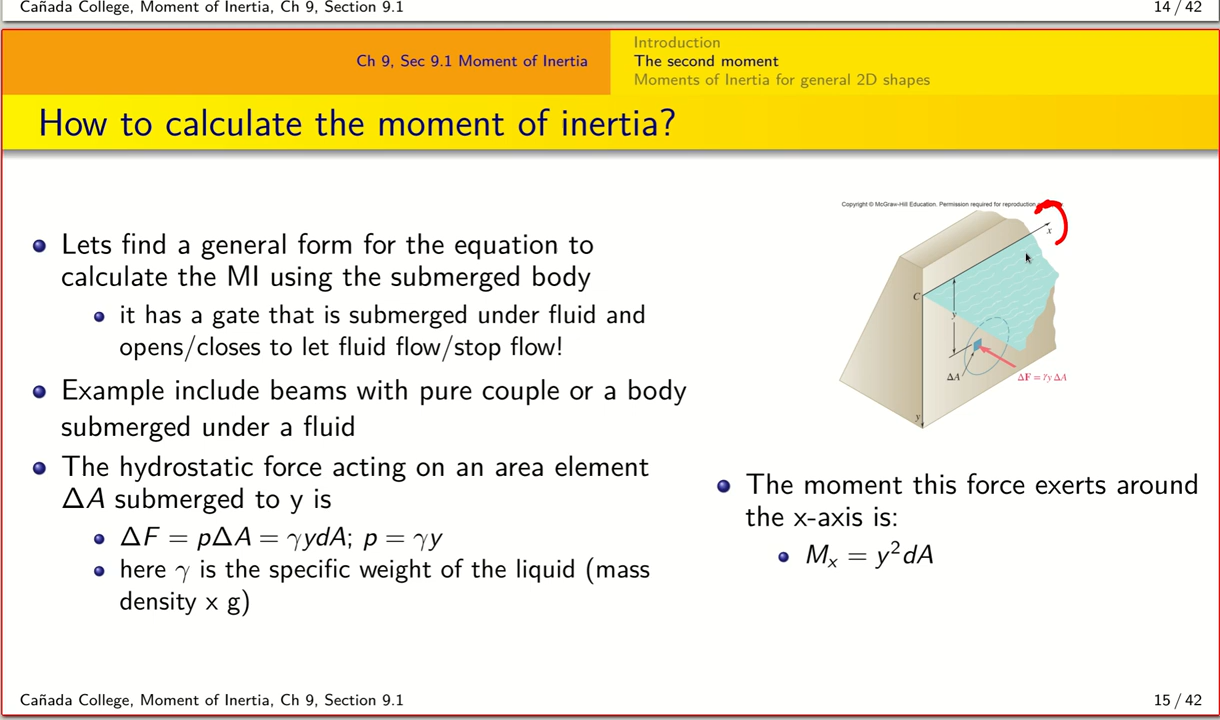 Cañada College, Moment of Inertia, Ch 9, Section 9.1
14 / 42
Ch 9, Sec 9.1 Moment of Inertia
Introduction
The second moment
Moments of Inertia for general 2D shapes
How to calculate the moment of inertia?
Lets find a general form for the equation to
calculate the MI using the submerged body
it has a gate that is submerged under fluid and
opens/closes to let fluid flow/stop flow!
Example include beams with pure couple or a body
submerged under a fluid
The hydrostatic force acting on an area element
ΔA submerged to y is
ΔF = pΔA = γydA; p = γy
here γ is the specific weight of the liquid (mass
density x g)
Copyright © McGraw-Hill Education. Permission required for reproduction
x
C
y
ΔA
ΔF = γy ΔA
y
The moment this force exerts around
the x-axis is:
Mₓ = y²dA
Cañada College, Moment of Inertia, Ch 9, Section 9.1
15 / 42